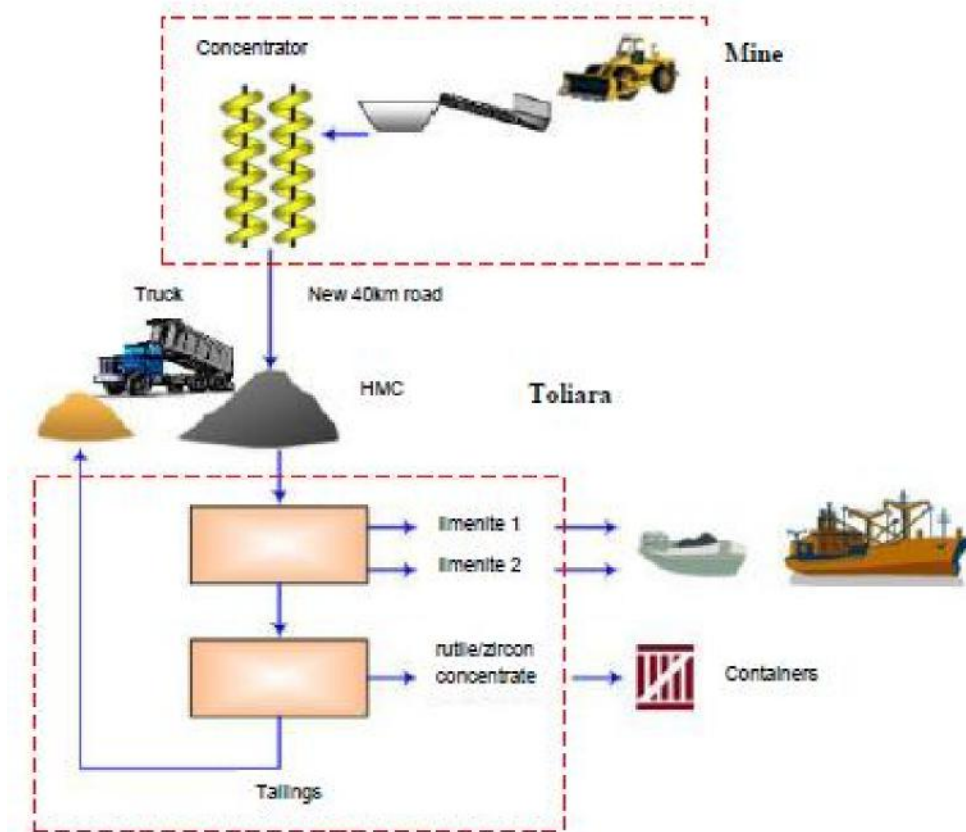 Concentrator
Mine
Truck
New 40km road
HMC
Toliara
ilmenite 1
ilmenite 2
rutile/zircon
concentrate
Containers
Tailings